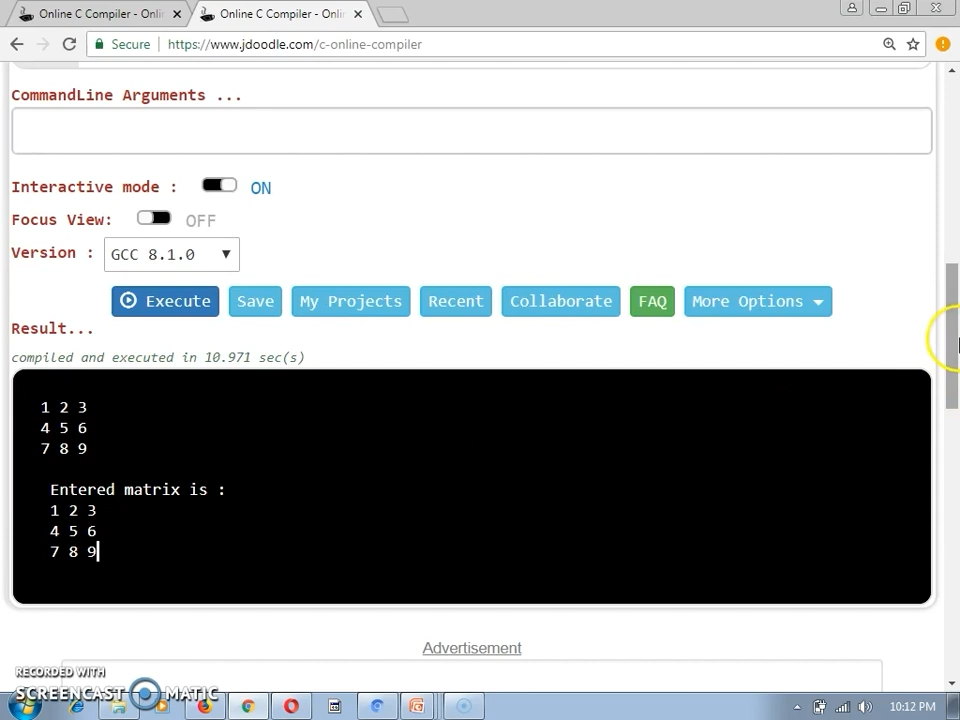 Online C Compiler - Onlin
Online C Compiler - Onlin
Secure
https://www.jdoodle.com/c-online-compiler
CommandLine Arguments ...
Interactive mode :
ON
Focus View:
OFF
Version :
GCC 8.1.0
Execute
Save
My Projects
Recent
Collaborate
FAQ
More Options
Result...
compiled and executed in 10.971 sec(s)
1 2 3
4 5 6
7 8 9
Entered matrix is :
1 2 3
4 5 6
7 8 9
Advertisement
RECORDED WITH
SCREENCAST MATIC
10:12 PM